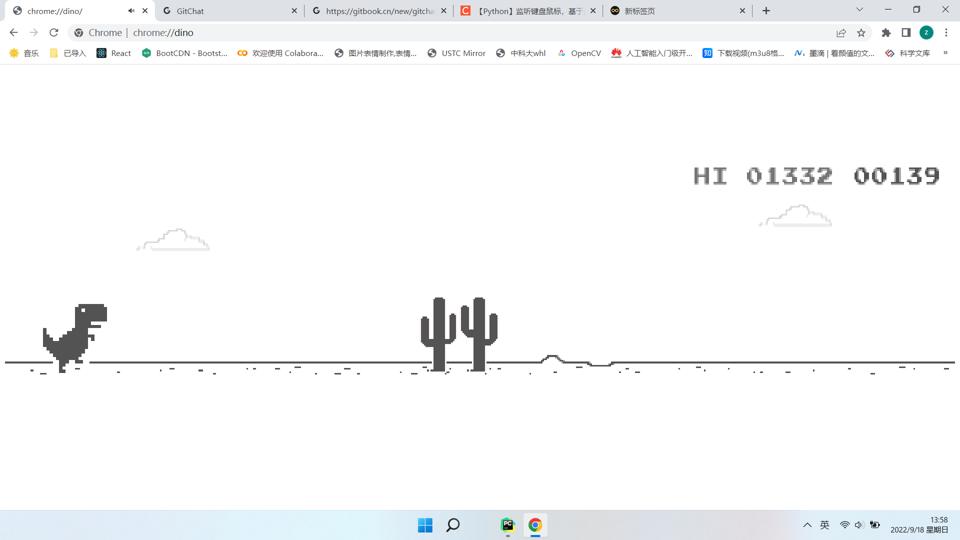 chrome://dino/
GitChat
https://gitbook.cn/new/gitcha
【Python】监听键盘鼠标，基于
新标签页
Chrome | chrome://dino
音乐
已导入
React
BootCDN - Bootst...
欢迎使用 Colabora...
图片表情制作,表情...
USTC Mirror
中科大whl
OpenCV
人工智能入门级开...
下载视频(m3u8格...
墨滴 | 看颜值的文...
科学文库
»
HI 01332 00139
英
13:58
2022/9/18 星期日